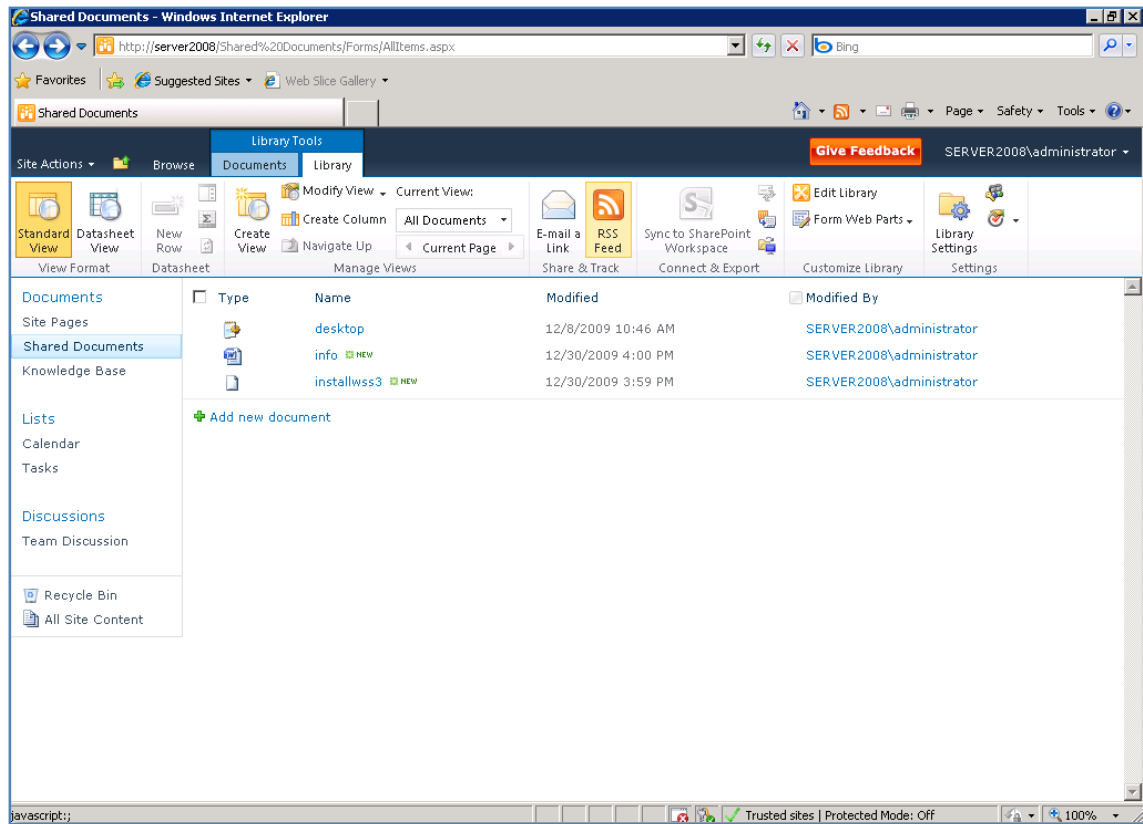 Shared Documents - Windows Internet Explorer
http://server2008/Shared%20Documents/Forms/AllItems.aspx
Bing
Favorites Suggested Sites Web Slice Gallery
Shared Documents
Page Safety Tools
Library Tools
Site Actions Browse Documents Library Give Feedback SERVER2008\administrator
Standard View
Datasheet View
View Format
New Row
Datasheet
Create View
Modify View
Create Column
Navigate Up
Current View:
All Documents
Current Page
Manage Views
E-mail a Link
RSS Feed
Share & Track
Sync to SharePoint Workspace
Connect & Export
Edit Library
Form Web Parts
Customize Library
Library Settings
Settings
Documents
Site Pages
Shared Documents
Knowledge Base
Lists
Calendar
Tasks
Discussions
Team Discussion
Recycle Bin
All Site Content
Type Name Modified Modified By
desktop 12/8/2009 10:46 AM SERVER2008\administrator
info NEW 12/30/2009 4:00 PM SERVER2008\administrator
installwss3 NEW 12/30/2009 3:59 PM SERVER2008\administrator
Add new document
javascript:; Trusted sites | Protected Mode: Off 100%